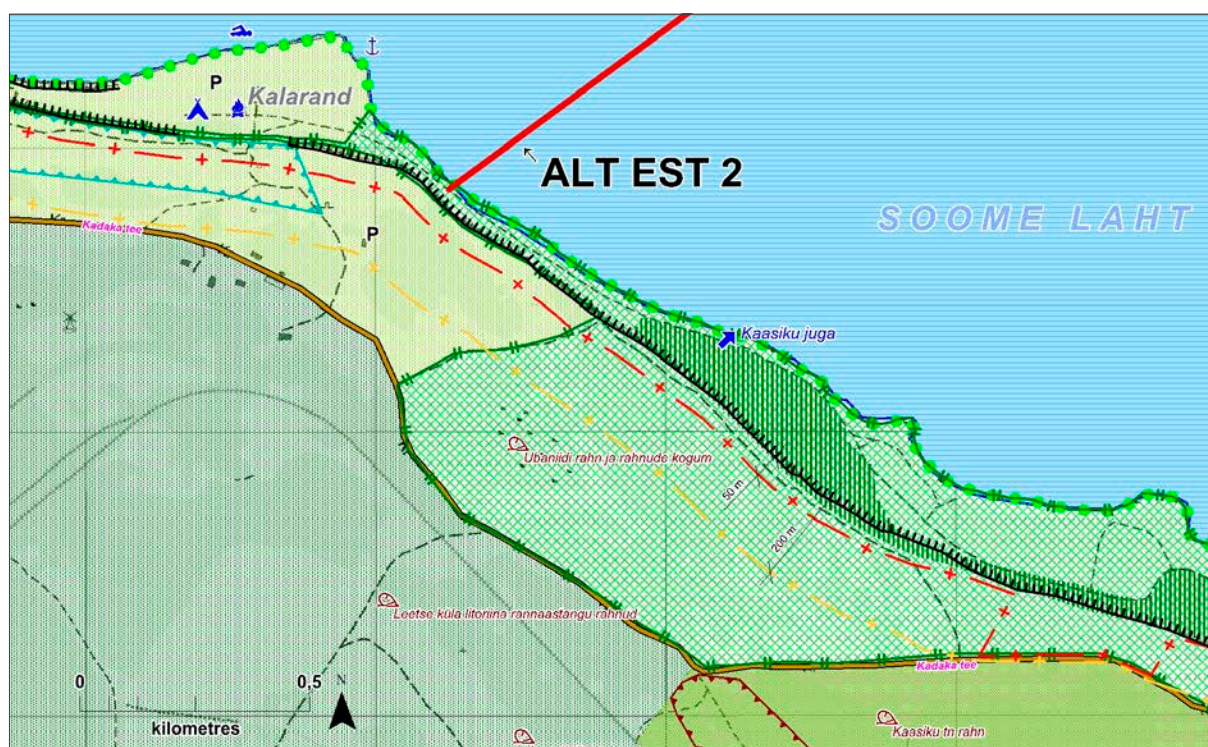 P
Kalarand
ALT EST 2
SOOME LAHT
Kadaka tee
P
Kaasiku juga
Ubaniidi rahn ja rahnude kogum
50 m
200 m
Leetse küla litoriina rannaastangu rahnud
Kadaka tee
0 0,5
N
kilometres
Kaasiku tn rahn